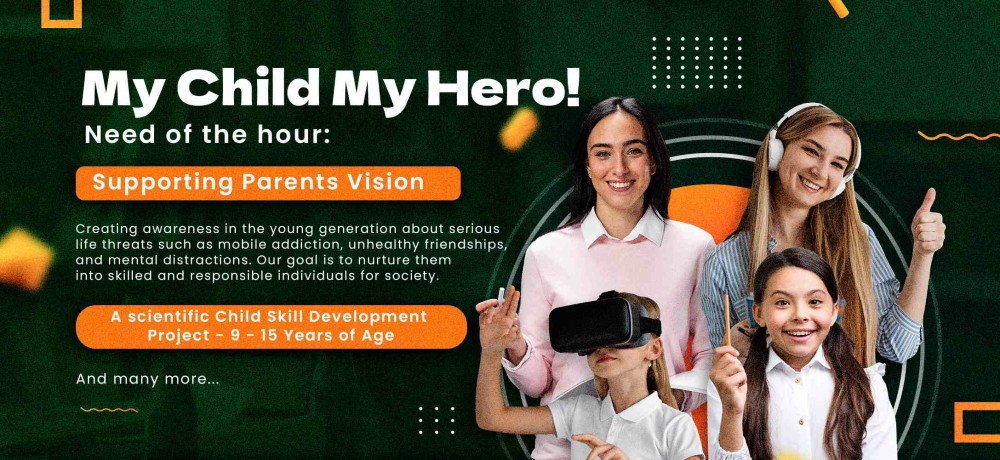 My Child My Hero!
Need of the hour:
Supporting Parents Vision
Creating awareness in the young generation about serious
life threats such as mobile addiction, unhealthy friendships,
and mental distractions. Our goal is to nurture them
into skilled and responsible individuals for society.
A scientific Child Skill Development
Project - 9 - 15 Years of Age
And many more...